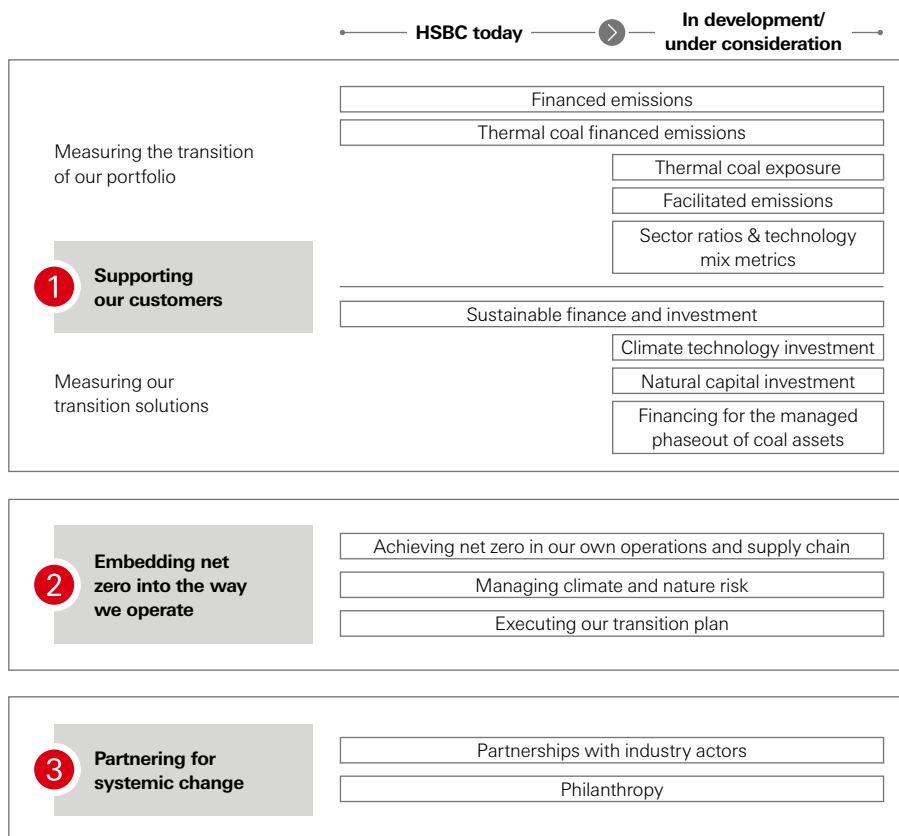 HSBC today
In development/
under consideration
Financed emissions
Thermal coal financed emissions
Measuring the transition
of our portfolio
Thermal coal exposure
Facilitated emissions
Sector ratios & technology
mix metrics
1
Supporting
our customers
Sustainable finance and investment
Climate technology investment
Measuring our
transition solutions
Natural capital investment
Financing for the managed
phaseout of coal assets
2
Embedding net
zero into the way
we operate
Achieving net zero in our own operations and supply chain
Managing climate and nature risk
Executing our transition plan
3
Partnering for
systemic change
Partnerships with industry actors
Philanthropy